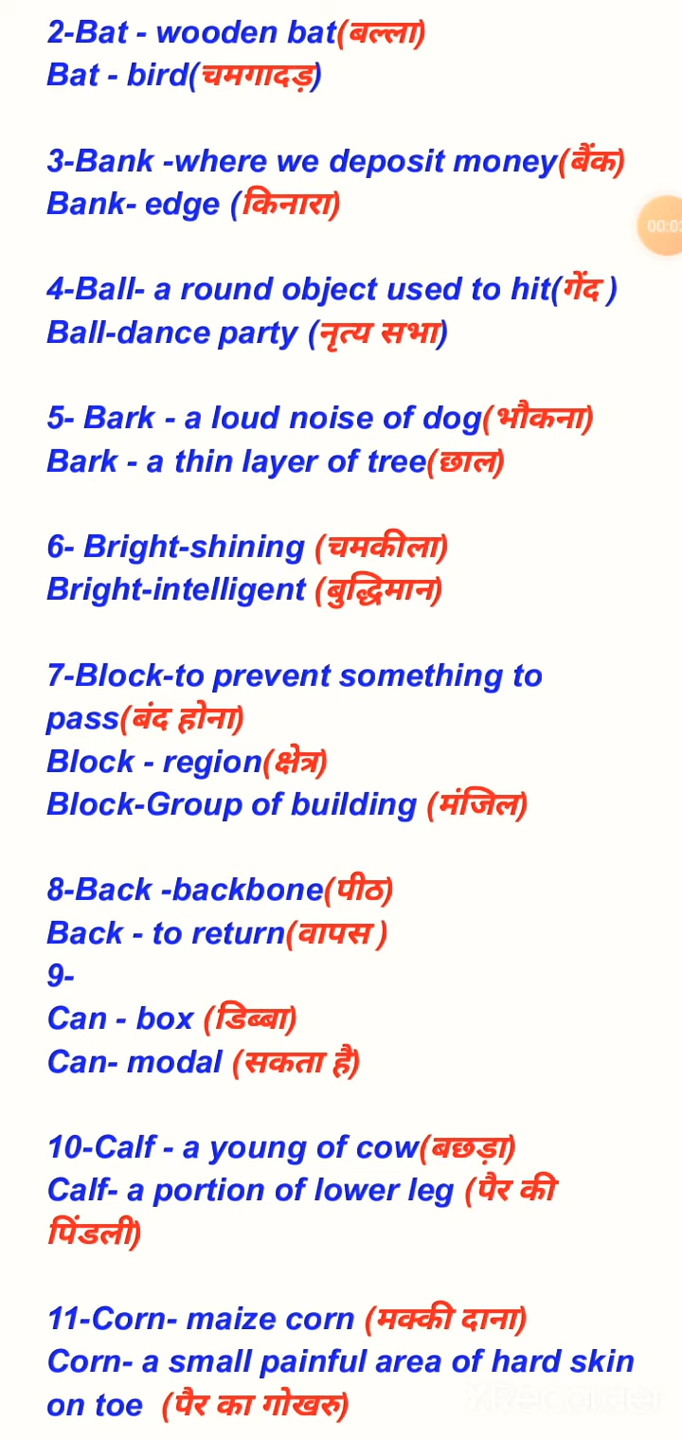 2-Bat - wooden bat(बल्ला)
Bat - bird(चमगादड़)
3-Bank -where we deposit money(बैंक)
Bank- edge (किनारा)
4-Ball- a round object used to hit(गेंद )
Ball-dance party (नृत्य सभा)
5- Bark - a loud noise of dog(भौकना)
Bark - a thin layer of tree(छाल)
6- Bright-shining (चमकीला)
Bright-intelligent (बुद्धिमान)
7-Block-to prevent something to
pass(बंद होना)
Block - region(क्षेत्र)
Block-Group of building (मंजिल)
8-Back -backbone(पीठ)
Back - to return(वापस )
9-
Can - box (डिब्बा)
Can- modal (सकता है)
10-Calf - a young of cow(बछड़ा)
Calf- a portion of lower leg (पैर की
पिंडली)
11-Corn- maize corn (मक्की दाना)
Corn- a small painful area of hard skin
on toe (पैर का गोखरु)